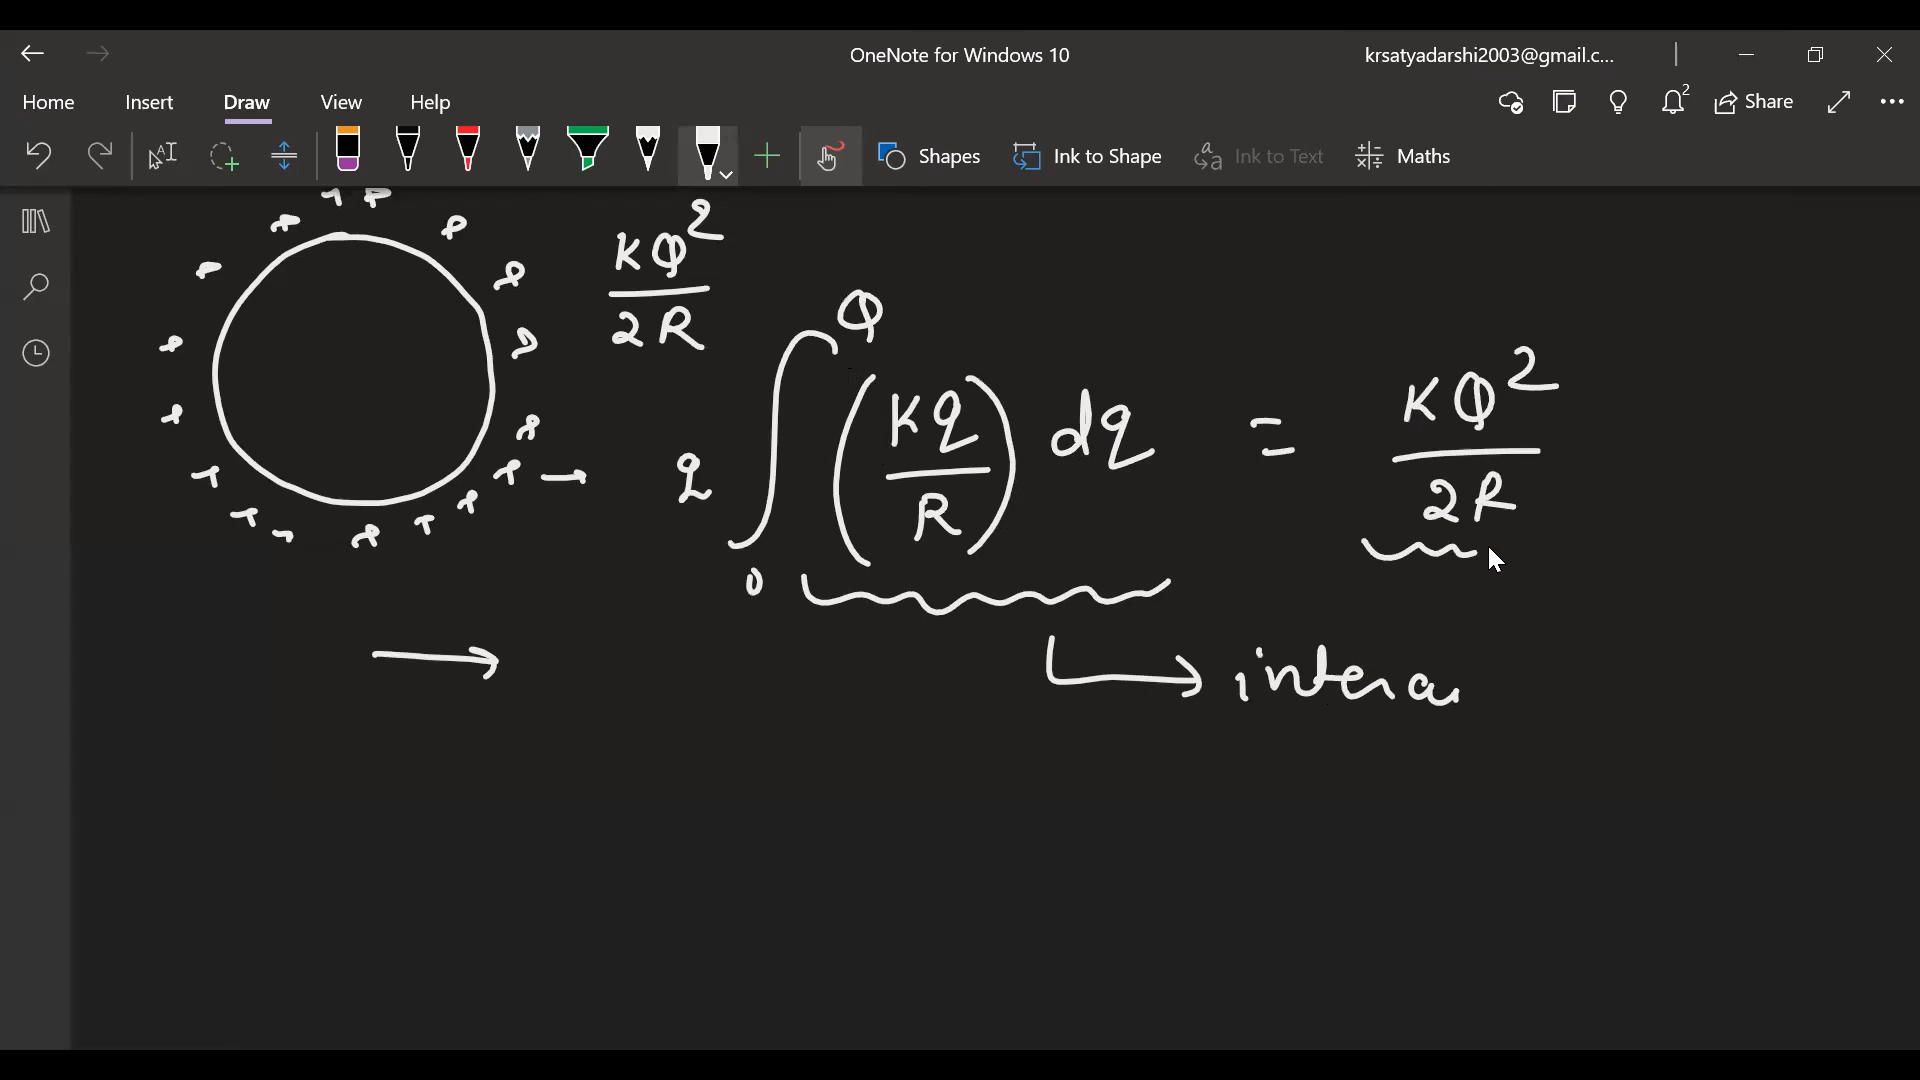 OneNote for Windows 10
krsatyadarshi2003@gmail.c...
Home Insert Draw View Help
2
Share
Shapes
Ink to Shape
Ink to Text
Maths
KQ²
2R
Q
(Kq/R) dq = KQ²/2R
q
0
intera